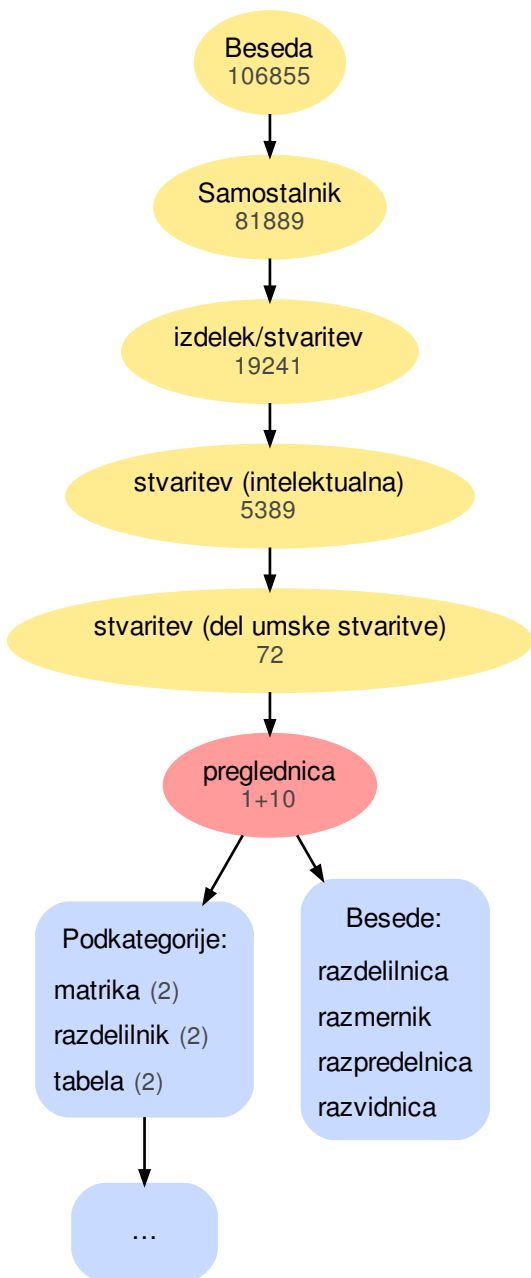 Beseda
106855
Samostalnik
81889
izdelek/stvaritev
19241
stvaritev (intelektualna)
5389
stvaritev (del umske stvaritve)
72
preglednica
1+10
Podkategorije:
matrika (2)
razdelilnik (2)
tabela (2)
Besede:
razdelilnica
razmernik
razpredelnica
razvidnica
...